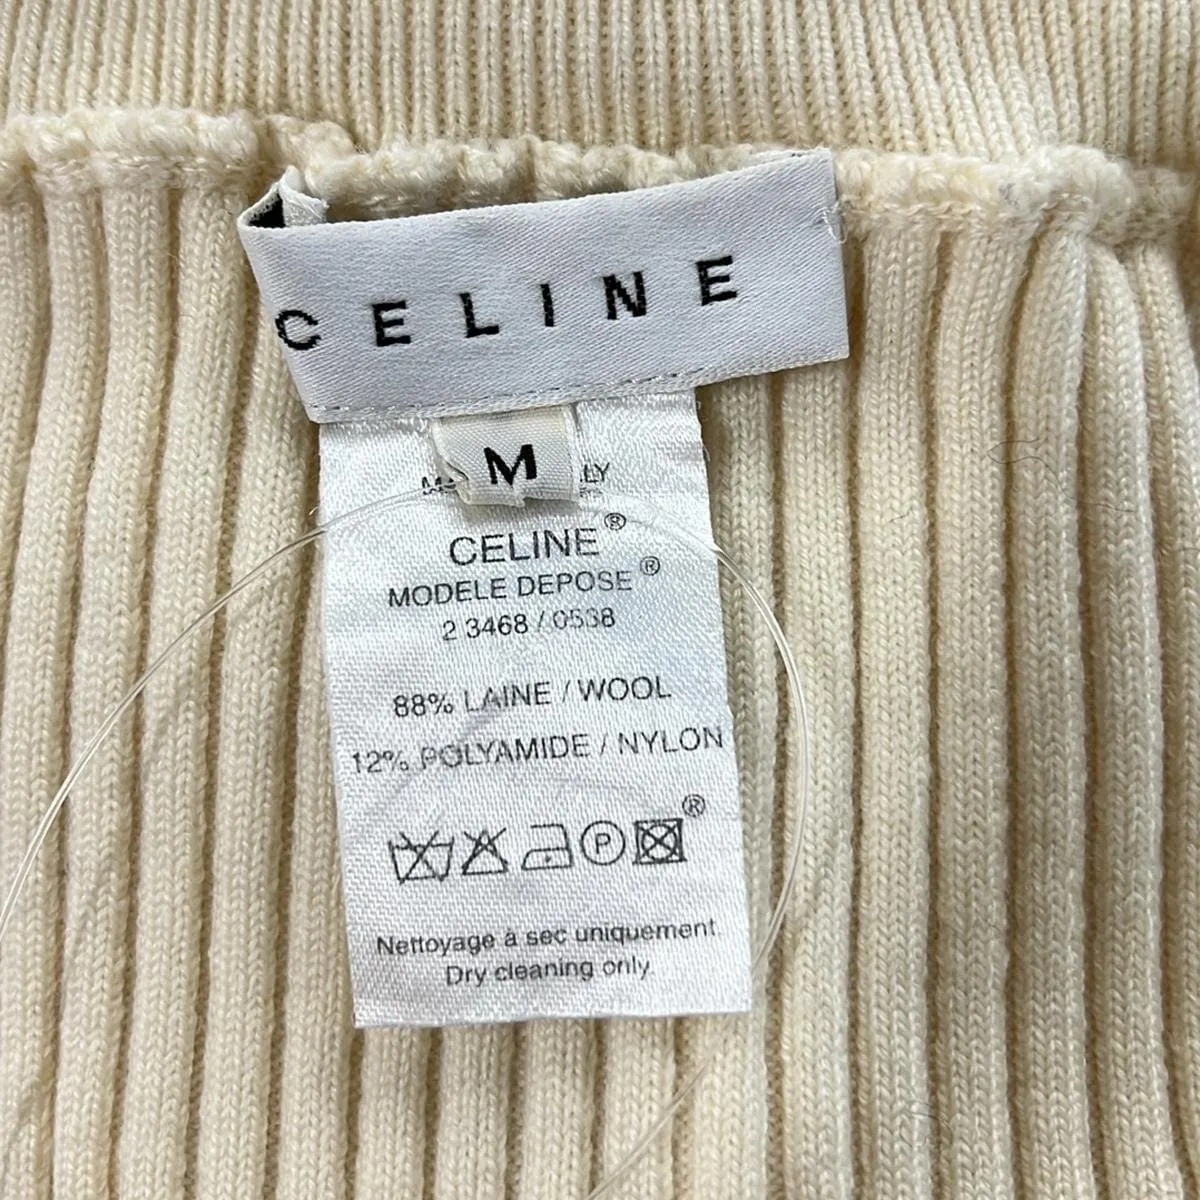 CELINE
M
CELINE®
MODELE DEPOSE®
2 3468 / 0538
88% LAINE / WOOL
12% POLYAMIDE / NYLON
P
®
Nettoyage à sec uniquement
Dry cleaning only